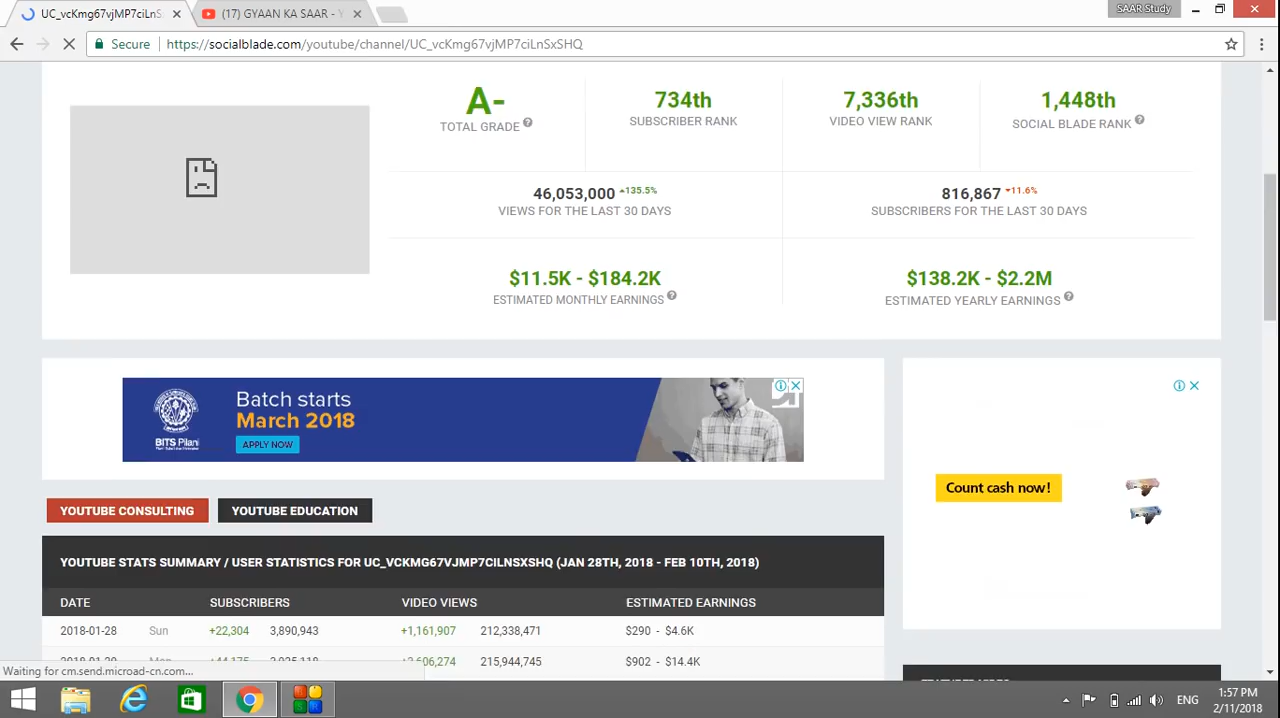 UC_vcKmg67vjMP7ciLnS
(17) GYAAN KA SAAR - Y
SAAR Study
Secure
https://socialblade.com/youtube/channel/UC_vcKmg67vjMP7ciLnSxSHQ
A-
TOTAL GRADE
734th
SUBSCRIBER RANK
7,336th
VIDEO VIEW RANK
1,448th
SOCIAL BLADE RANK
46,053,000 135.5%
VIEWS FOR THE LAST 30 DAYS
816,867 11.6%
SUBSCRIBERS FOR THE LAST 30 DAYS
$11.5K - $184.2K
ESTIMATED MONTHLY EARNINGS
$138.2K - $2.2M
ESTIMATED YEARLY EARNINGS
BITS Pilani
Batch starts
March 2018
APPLY NOW
Count cash now!
YOUTUBE CONSULTING
YOUTUBE EDUCATION
YOUTUBE STATS SUMMARY / USER STATISTICS FOR UC_VCKMG67VJMP7CILNSXSHQ (JAN 28TH, 2018 - FEB 10TH, 2018)
DATE SUBSCRIBERS VIDEO VIEWS ESTIMATED EARNINGS
2018-01-28 Sun +22,304 3,890,943 +1,161,907 212,338,471 $290 - $4.6K
215,944,745 $902 - $14.4K
Waiting for cm.send.microad-cn.com...
ENG
1:57 PM
2/11/2018